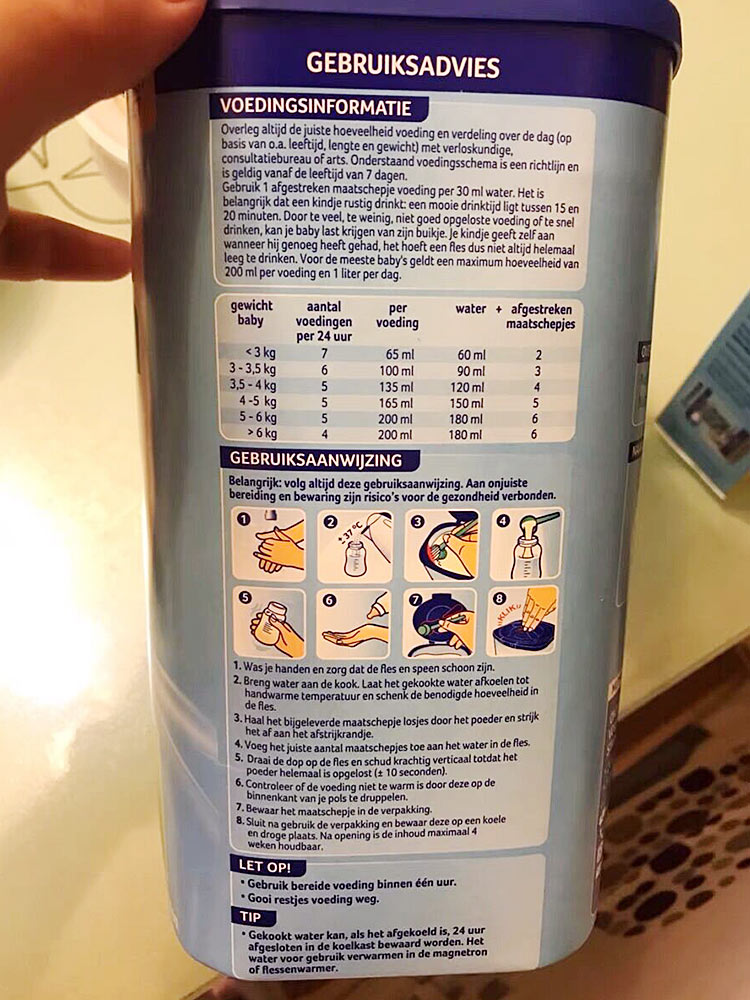 GEBRUIKSADVIES
VOEDINGSINFORMATIE
Overleg altijd de juiste hoeveelheid voeding en verdeling over de dag (op
basis van o.a. leeftijd, lengte en gewicht) met verloskundige,
consultatiebureau of arts. Onderstaand voedingsschema is een richtlijn en
is geldig vanaf de leeftijd van 7 dagen.
Gebruik 1 afgestreken maatschepje voeding per 30 ml water. Het is
belangrijk dat een kindje rustig drinkt: een mooie drinktijd ligt tussen 15 en
20 minuten. Door te veel, te weinig, niet goed opgeloste voeding of te snel
drinken, kan je baby last krijgen van zijn buikje. Je kindje geeft zelf aan
wanneer hij genoeg heeft gehad, het hoeft een fles dus niet altijd helemaal
leeg te drinken. Voor de meeste baby's geldt een maximum hoeveelheid van
200 ml per voeding en 1 liter per dag.
gewicht aantal per water + afgestreken
baby voedingen voeding maatschepjes
per 24 uur
< 3 kg 7 65 ml 60 ml 2
3 - 3,5 kg 6 100 ml 90 ml 3
3,5 - 4 kg 5 135 ml 120 ml 4
4 -5 kg 5 165 ml 150 ml 5
5 - 6 kg 5 200 ml 180 ml 6
> 6 kg 4 200 ml 180 ml 6
GEBRUIKSAANWIJZING
Belangrijk: volg altijd deze gebruiksaanwijzing. Aan onjuiste
bereiding en bewaring zijn risico's voor de gezondheid verbonden.
1 2 ± 37 °C 3 4
5 6 7 8 KLIK
1. Was je handen en zorg dat de fles en speen schoon zijn.
2. Breng water aan de kook. Laat het gekookte water afkoelen tot
handwarme temperatuur en schenk de benodigde hoeveelheid in
de fles.
3. Haal het bijgeleverde maatschepje losjes door het poeder en strijk
het af aan het afstrijkrandje.
4. Voeg het juiste aantal maatschepjes toe aan het water in de fles.
5. Draai de dop op de fles en schud krachtig verticaal totdat het
poeder helemaal is opgelost (± 10 seconden).
6. Controleer of de voeding niet te warm is door deze op de
binnenkant van je pols te druppelen.
7. Bewaar het maatschepje in de verpakking.
8. Sluit na gebruik de verpakking en bewaar deze op een koele
en droge plaats. Na opening is de inhoud maximaal 4
weken houdbaar.
LET OP!
• Gebruik bereide voeding binnen één uur.
• Gooi restjes voeding weg.
TIP
• Gekookt water kan, als het afgekoeld is, 24 uur
afgesloten in de koelkast bewaard worden. Het
water voor gebruik verwarmen in de magnetron
of flessenwarmer.